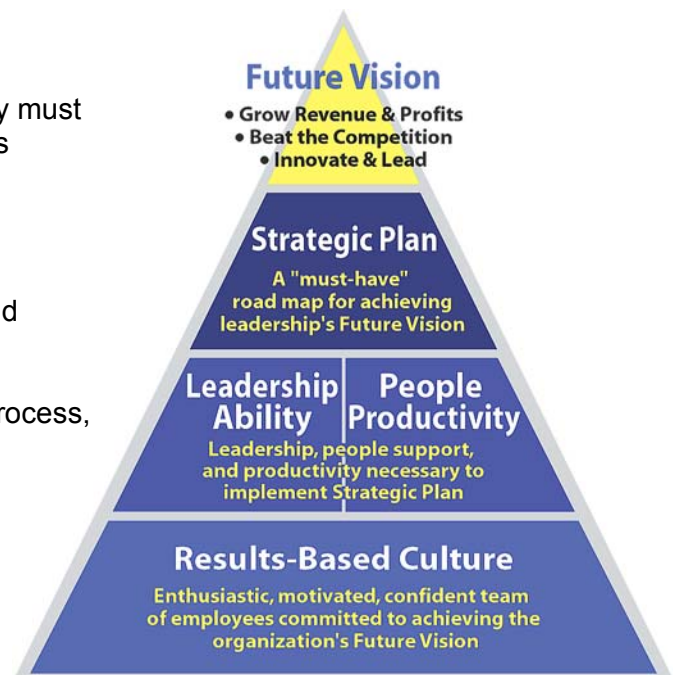 y must
s
d
rocess,
Future Vision
• Grow Revenue & Profits
• Beat the Competition
• Innovate & Lead
Strategic Plan
A "must-have"
road map for achieving
leadership's Future Vision
Leadership People
Ability Productivity
Leadership, people support,
and productivity necessary to
implement Strategic Plan
Results-Based Culture
Enthusiastic, motivated, confident team
of employees committed to achieving the
organization's Future Vision